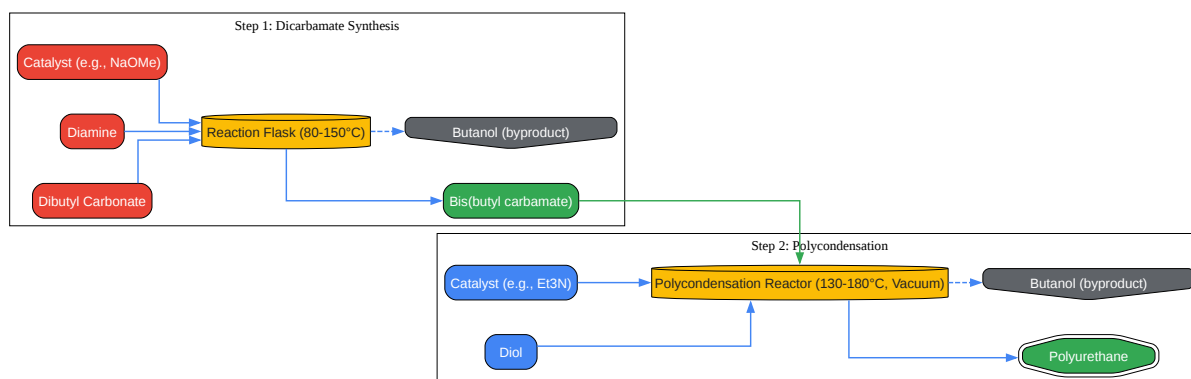 Step 1: Dicarbamate Synthesis
Catalyst (e.g., NaOMe)
Diamine
Reaction Flask (80-150°C)
Butanol (byproduct)
Dibutyl Carbonate
Bis(butyl carbamate)
Step 2: Polycondensation
Catalyst (e.g., Et3N)
Polycondensation Reactor (130-180°C, Vacuum)
Butanol (byproduct)
Diol
Polyurethane